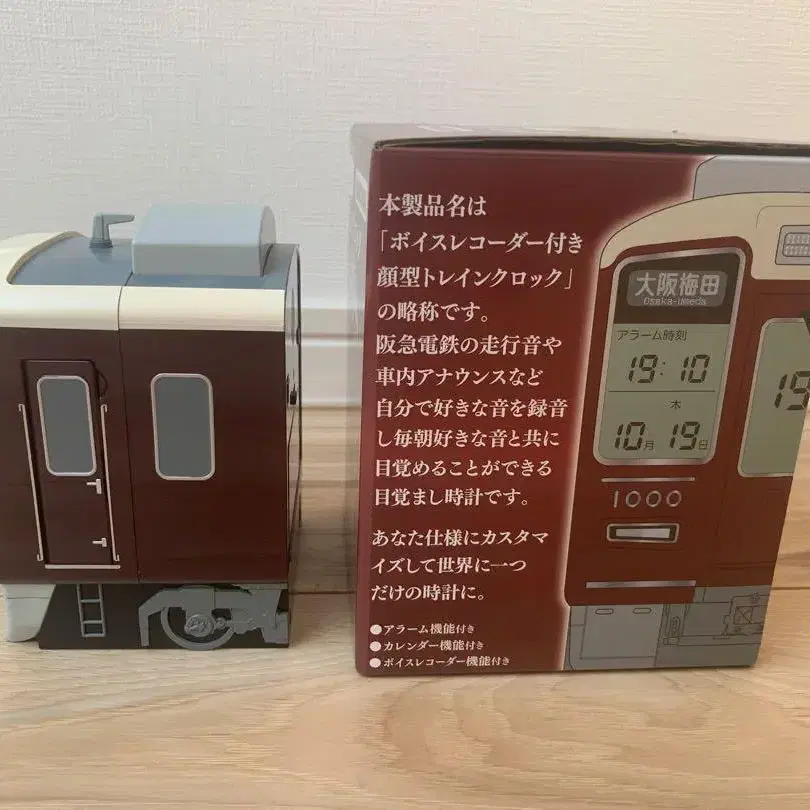 本製品名は
「ボイスレコーダー付き
顔型トレインクロック」
の略称です。
阪急電鉄の走行音や
車内アナウンスなど
自分で好きな音を録音
し毎朝好きな音と共に
目覚めることができる
目覚まし時計です。
あなた仕様にカスタマ
イズして世界に一つ
だけの時計に。
●アラーム機能付き
●カレンダー機能付き
●ボイスレコーダー機能付き
大阪梅田
Osaka-umeda
アラーム時刻
19:10
木
10月 19日
1000
19